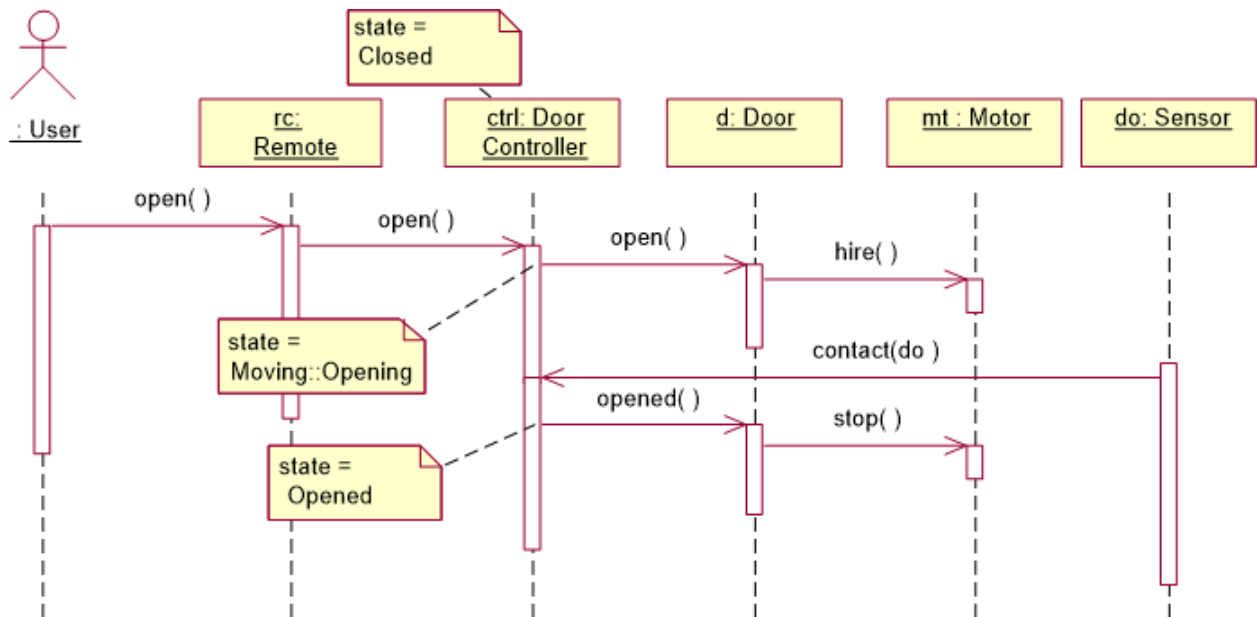 state =
Closed
: User
rc:
Remote
ctrl: Door
Controller
d: Door
mt : Motor
do: Sensor
open( )
open( )
open( )
hire( )
state =
Moving::Opening
contact(do )
opened( )
stop( )
state =
Opened